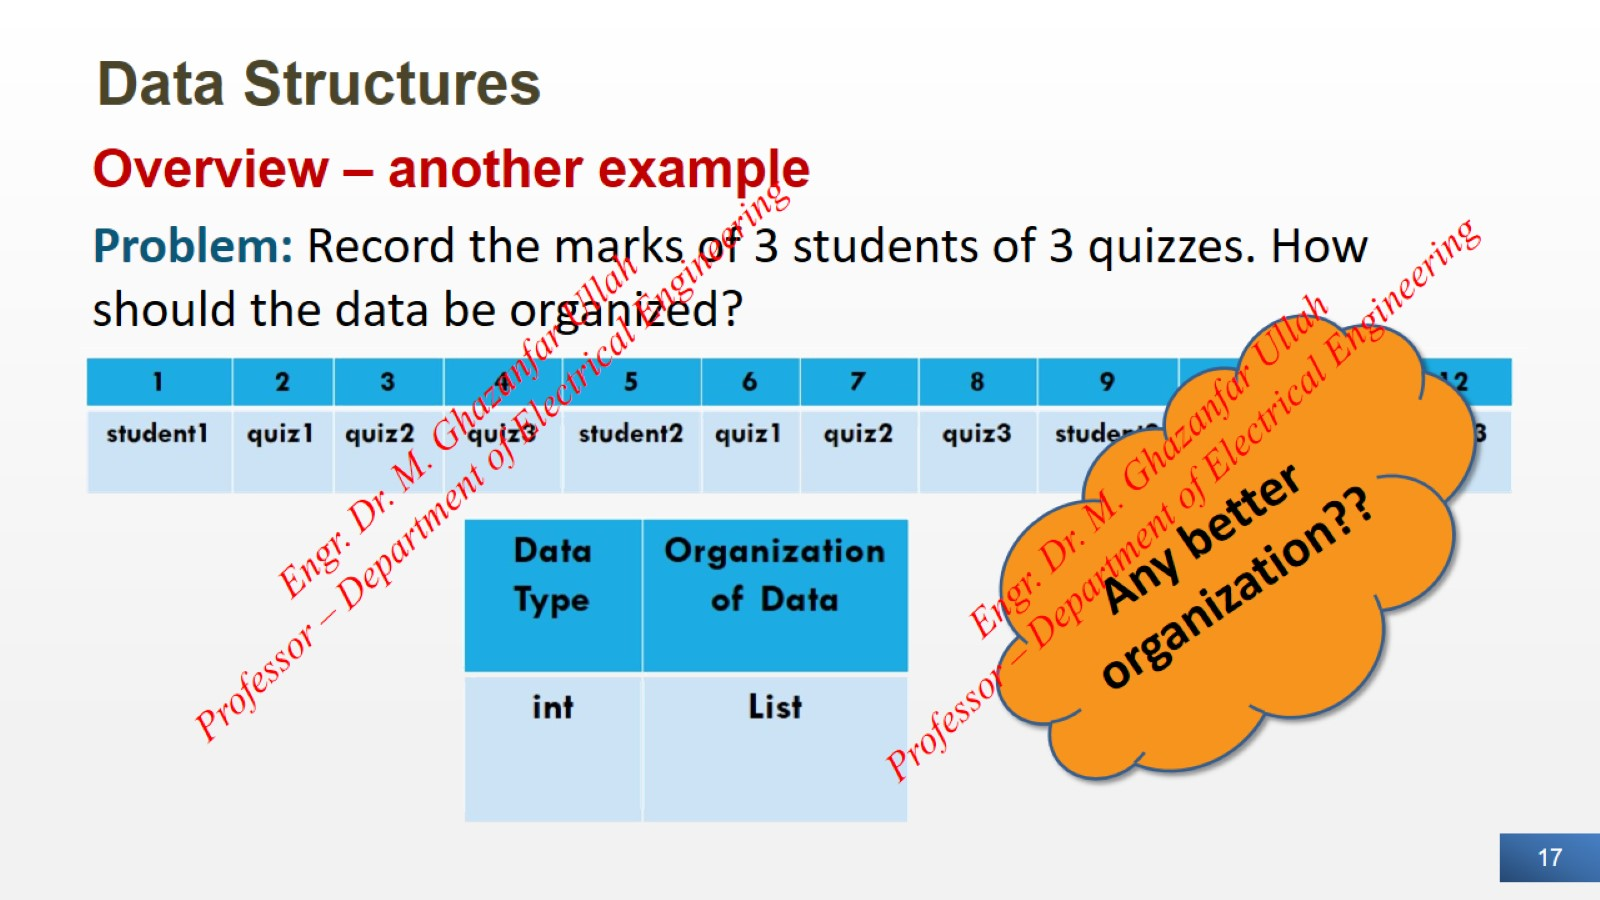 Data Structures
Overview – another example
Problem: Record the marks of 3 students of 3 quizzes. How
should the data be organized?
1 2 3 4 5 6 7 8 9 12
student1 quiz1 quiz2 quiz3 student2 quiz1 quiz2 quiz3
Data Organization
Type of Data
int List
Any better
organization??
Engr. Dr. M. Ghazanfar Ullah
Professor – Department of Electrical Engineering
Engr. Dr. M. Ghazanfar Ullah
Professor – Department of Electrical Engineering
17